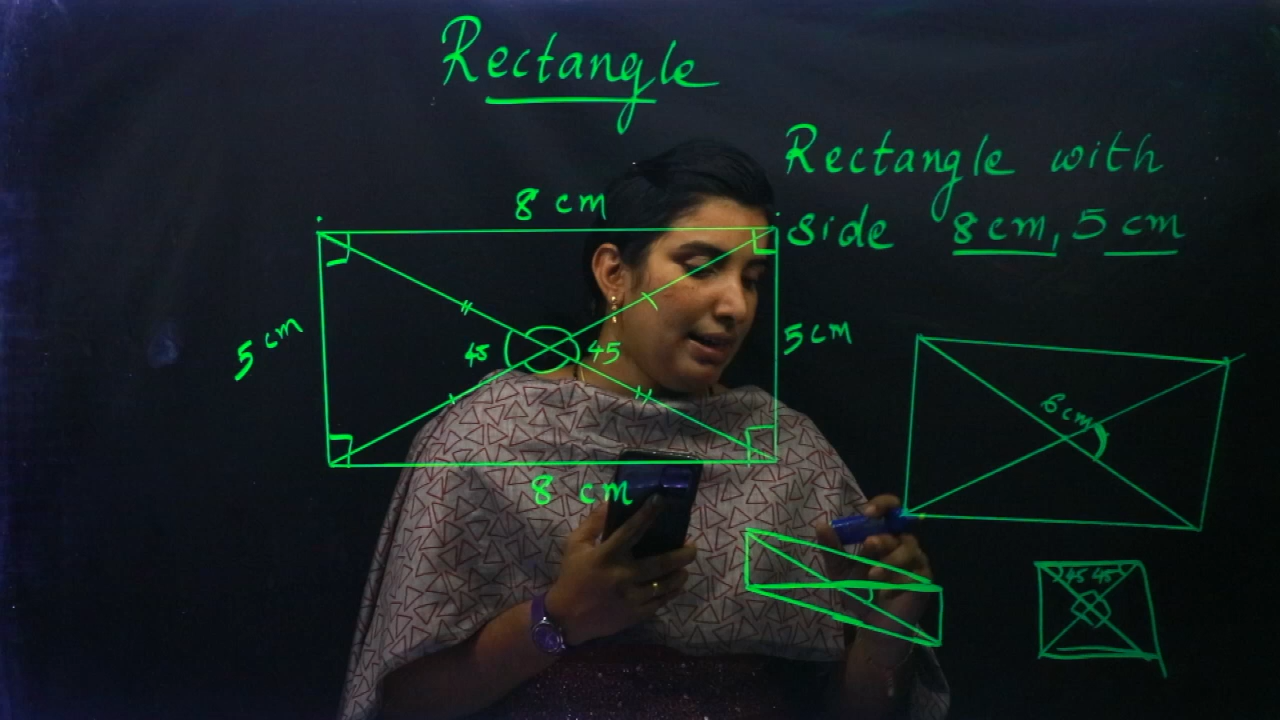 Rectangle
Rectangle with
side 8 cm, 5 cm
8 cm
5 cm
45
45
5 cm
8 cm
6 cm
45 45